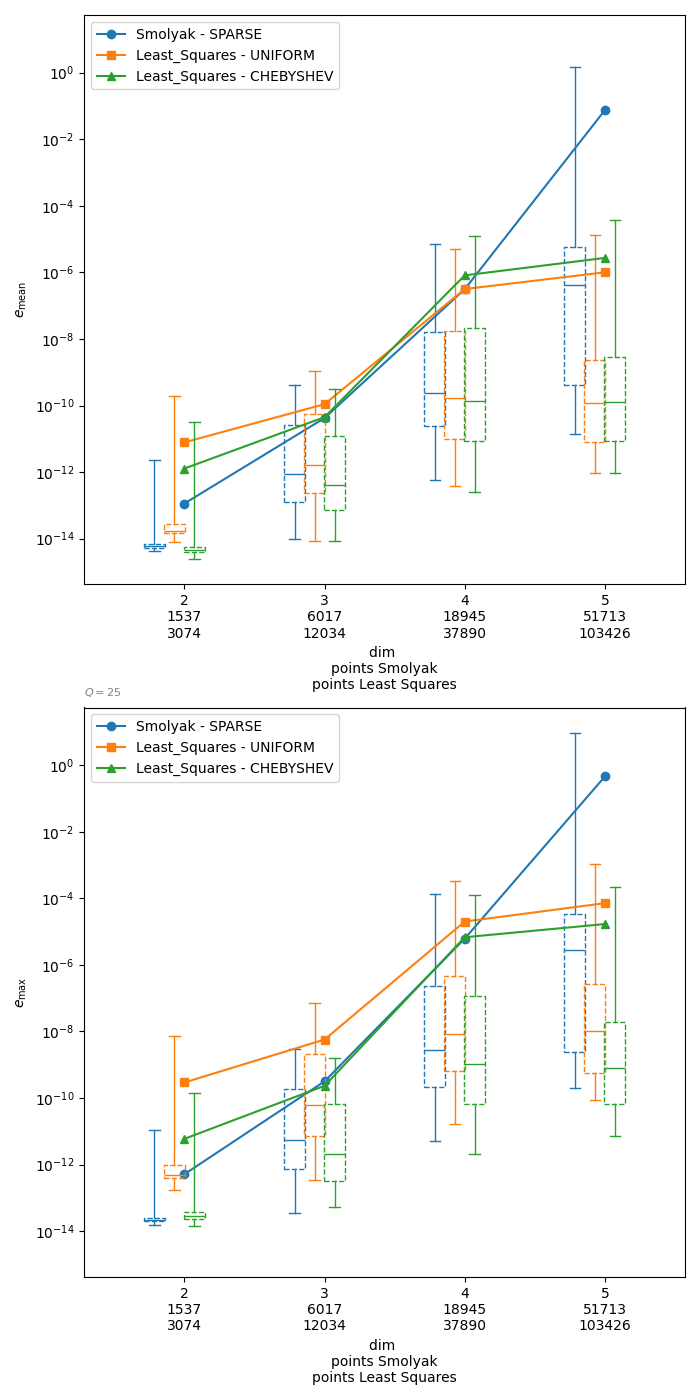 Smolyak - SPARSE
Least_Squares - UNIFORM
Least_Squares - CHEBYSHEV
10⁰
10⁻²
10⁻⁴
10⁻⁶
10⁻⁸
10⁻¹⁰
10⁻¹²
10⁻¹⁴
e_mean
2 3 4 5
1537 6017 18945 51713
3074 12034 37890 103426
dim
points Smolyak
points Least Squares
Q = 25
Smolyak - SPARSE
Least_Squares - UNIFORM
Least_Squares - CHEBYSHEV
10⁰
10⁻²
10⁻⁴
10⁻⁶
10⁻⁸
10⁻¹⁰
10⁻¹²
10⁻¹⁴
e_max
2 3 4 5
1537 6017 18945 51713
3074 12034 37890 103426
dim
points Smolyak
points Least Squares